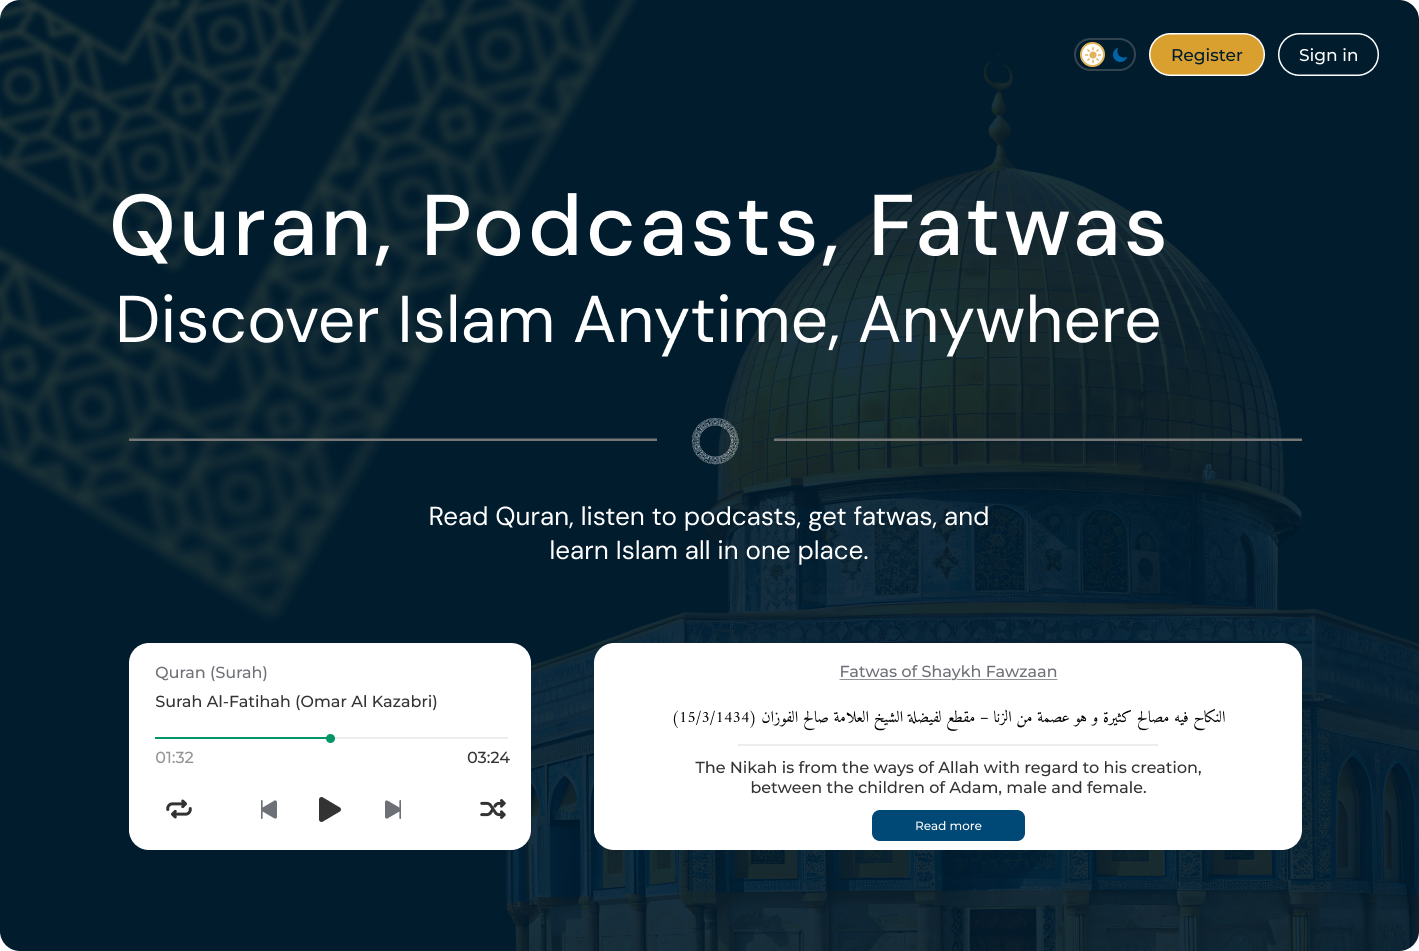 Register
Sign in
Quran, Podcasts, Fatwas
Discover Islam Anytime, Anywhere
Read Quran, listen to podcasts, get fatwas, and
learn Islam all in one place.
Quran (Surah)
Surah Al-Fatihah (Omar Al Kazabri)
01:32
03:24
Fatwas of Shaykh Fawzaan
النكاح فيه مصالح كثيرة و هو عصمة من الزنا – مقطع لفيضلة الشيخ العلامة صالح الفوزان (15/3/1434)
The Nikah is from the ways of Allah with regard to his creation,
between the children of Adam, male and female.
Read more